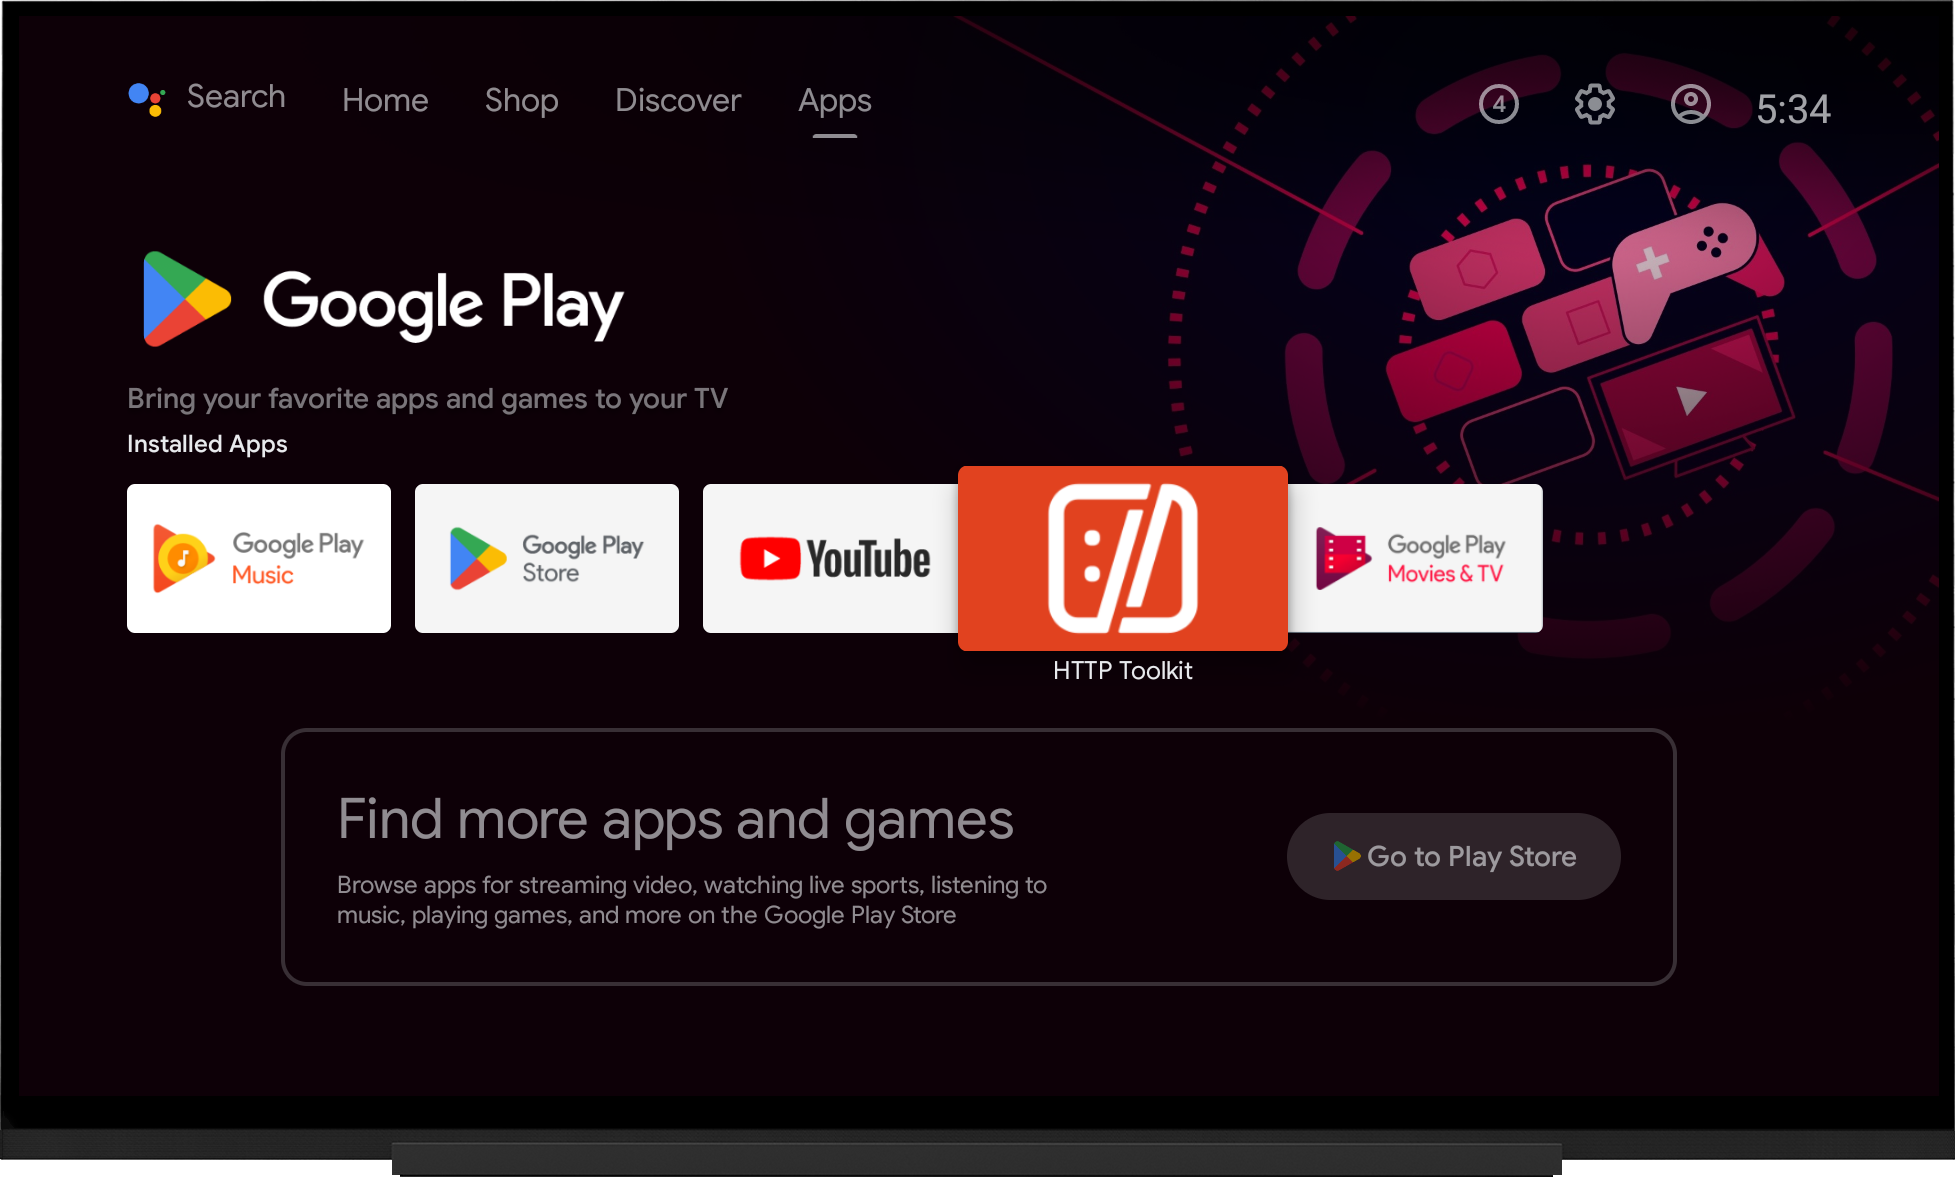 Search
Home
Shop
Discover
Apps
4
5:34
Google Play
Bring your favorite apps and games to your TV
Installed Apps
Google Play
Music
Google Play
Store
YouTube
Google Play
Movies & TV
HTTP Toolkit
Find more apps and games
Browse apps for streaming video, watching live sports, listening to
music, playing games, and more on the Google Play Store
Go to Play Store